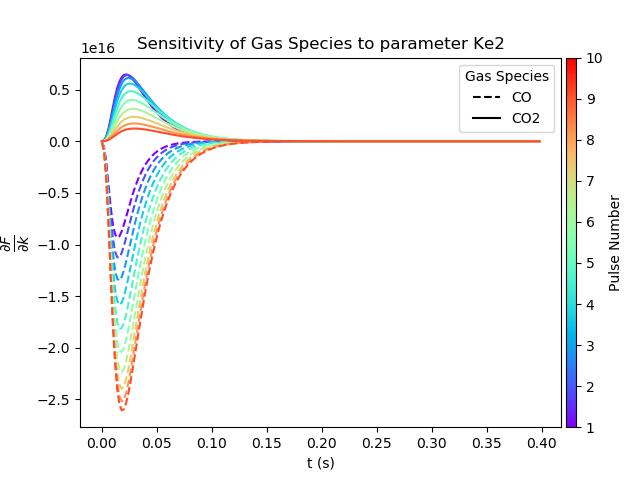 Sensitivity of Gas Species to parameter Ke2
1e16
Gas Species
CO
CO2
0.5
0.0
−0.5
−1.0
−1.5
−2.0
−2.5
∂F
∂k
0.00 0.05 0.10 0.15 0.20 0.25 0.30 0.35 0.40
t (s)
10
9
8
7
6
5
4
3
2
1
Pulse Number